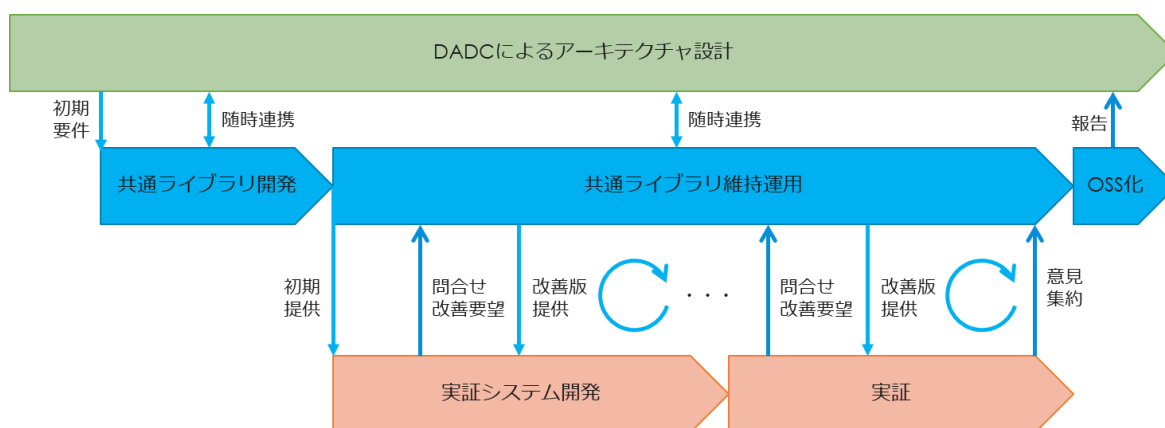 DADCによるアーキテクチャ設計
初期
要件
随時連携
随時連携
報告
共通ライブラリ開発
共通ライブラリ維持運用
OSS化
初期
提供
問合せ
改善要望
改善版
提供
・・・
問合せ
改善要望
改善版
提供
意見
集約
実証システム開発
実証